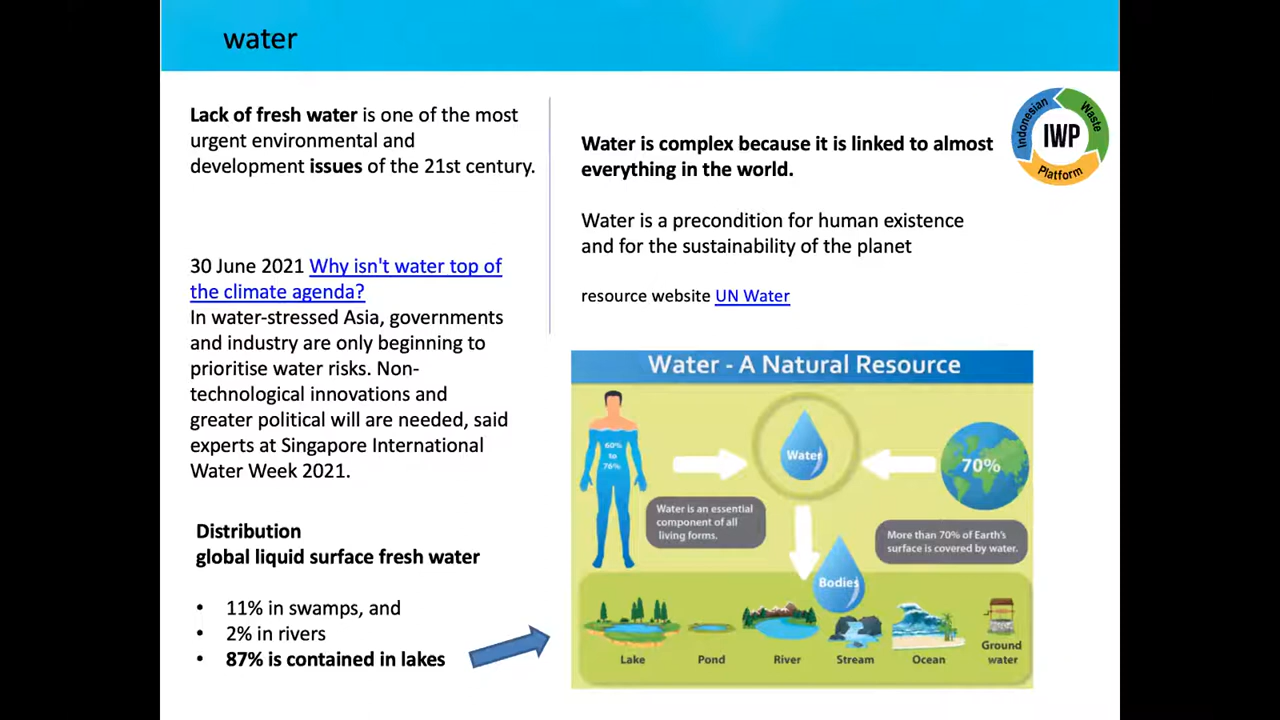 water
Lack of fresh water is one of the most
urgent environmental and
development issues of the 21st century.
30 June 2021 Why isn't water top of
the climate agenda?
In water-stressed Asia, governments
and industry are only beginning to
prioritise water risks. Non-
technological innovations and
greater political will are needed, said
experts at Singapore International
Water Week 2021.
Distribution
global liquid surface fresh water
• 11% in swamps, and
• 2% in rivers
• 87% is contained in lakes
Water is complex because it is linked to almost
everything in the world.
Water is a precondition for human existence
and for the sustainability of the planet
resource website UN Water
Indonesian
Waste
Platform
IWP
Water - A Natural Resource
60%
to
76%
Water
70%
Water is an essential
component of all
living forms.
More than 70% of Earth's
surface is covered by water.
Bodies
Lake
Pond
River
Stream
Ocean
Ground
water